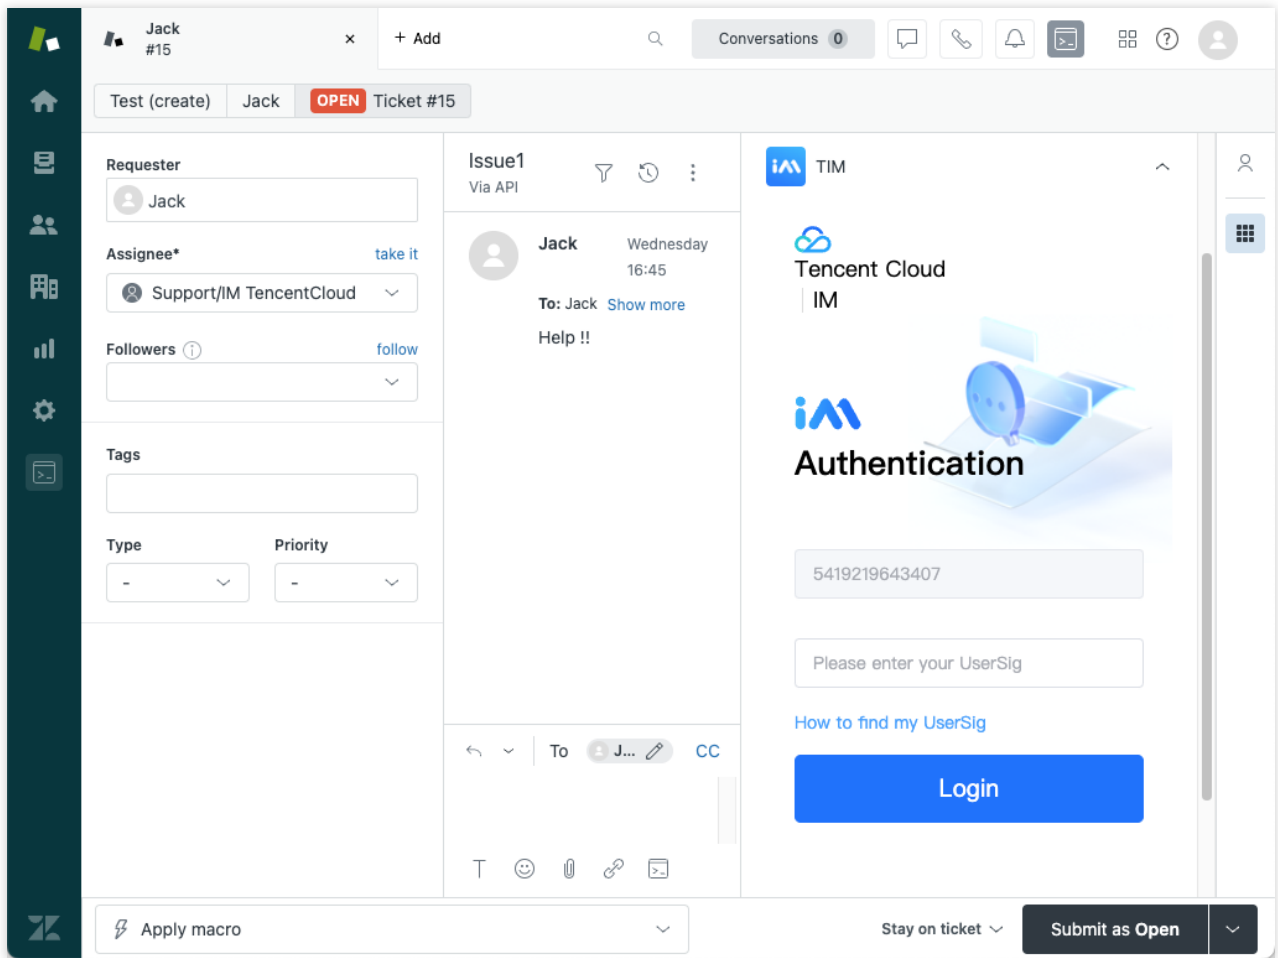 Jack
#15
+ Add
Conversations 0
Test (create)
Jack
OPEN Ticket #15
Requester
Jack
Assignee*
take it
Support/IM TencentCloud
Followers
follow
Tags
Type
Priority
-
-
Issue1
Via API
Jack
Wednesday
16:45
To: Jack Show more
Help !!
To
J...
CC
TIM
Tencent Cloud
IM
Authentication
5419219643407
Please enter your UserSig
How to find my UserSig
Login
Apply macro
Stay on ticket
Submit as Open